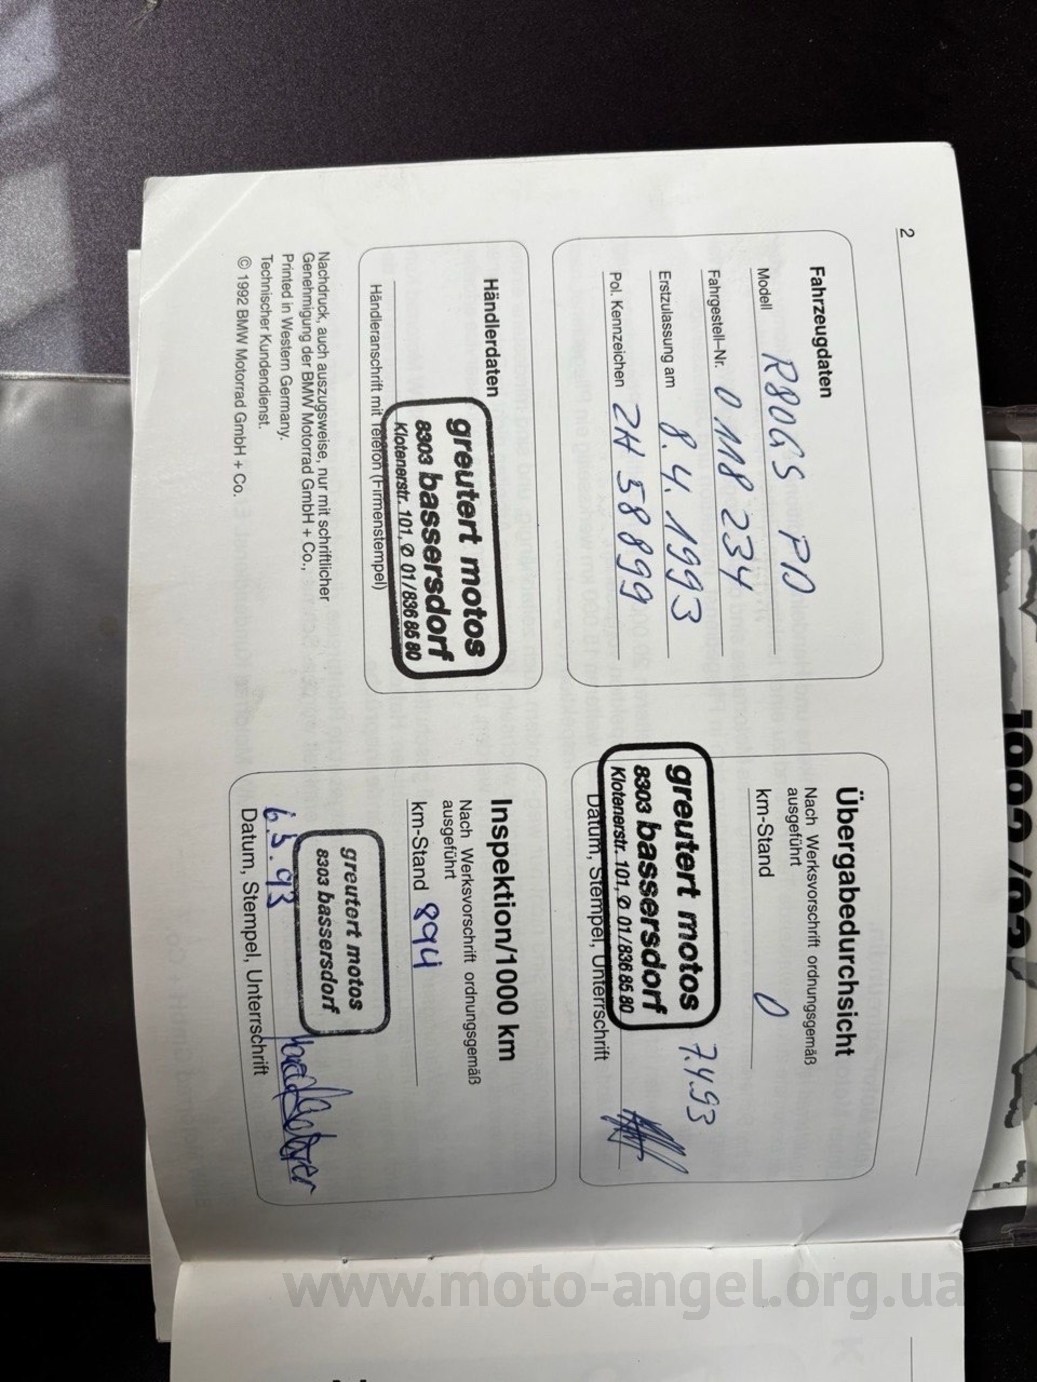 2
Fahrzeugdaten
Modell R80GS PD
Fahrgestell-Nr. 0118234
Erstzulassung am 8.4.1993
Pol. Kennzeichen ZH 58899
Händlerdaten
greutert motos
8303 bassersdorf
Klotenerstr. 101, ✆ 01/836 85 80
Händleranschrift mit Telefon (Firmenstempel)
Nachdruck, auch auszugsweise, nur mit schriftlicher
Genehmigung der BMW Motorrad GmbH + Co.,
Printed in Western Germany.
Technischer Kundendienst.
© 1992 BMW Motorrad GmbH + Co.
Übergabedurchsicht
Nach Werksvorschrift ordnungsgemäß
ausgeführt
km-Stand 0
greutert motos
8303 bassersdorf
Klotenerstr. 101, ✆ 01/836 85 80
7.4.93
Datum, Stempel, Unterrschrift
Inspektion/1000 km
Nach Werksvorschrift ordnungsgemäß
ausgeführt
km-Stand 894
greutert motos
8303 bassersdorf
6.5.93
Datum, Stempel, Unterrschrift
1992/93
www.moto-angel.org.ua